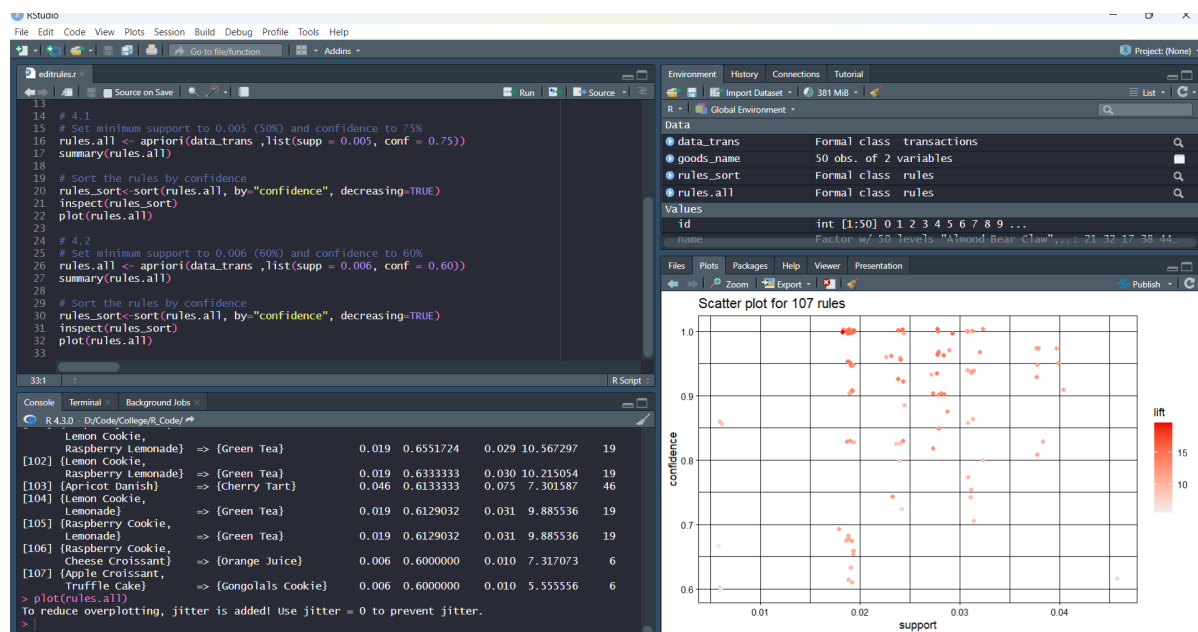 RStudio
File Edit Code View Plots Session Build Debug Profile Tools Help
Go to file/function
Addins
Project: (None)
editrules.r
Source on Save
Run
Source
13
14 # 4.1
15 # Set minimum support to 0.005 (50%) and confidence to 75%
16 rules.all <- apriori(data_trans ,list(supp = 0.005, conf = 0.75))
17 summary(rules.all)
18
19 # Sort the rules by confidence
20 rules_sort<-sort(rules.all, by="confidence", decreasing=TRUE)
21 inspect(rules_sort)
22 plot(rules.all)
23
24 # 4.2
25 # Set minimum support to 0.006 (60%) and confidence to 60%
26 rules.all <- apriori(data_trans ,list(supp = 0.006, conf = 0.60))
27 summary(rules.all)
28
29 # Sort the rules by confidence
30 rules_sort<-sort(rules.all, by="confidence", decreasing=TRUE)
31 inspect(rules_sort)
32 plot(rules.all)
33
33:1
R Script
Console Terminal Background Jobs
R 4.3.0 · D:/Code/College/R_Code/
Lemon Cookie,
Raspberry Lemonade} => {Green Tea} 0.019 0.6551724 0.029 10.567297 19
[102] {Lemon Cookie,
Raspberry Lemonade} => {Green Tea} 0.019 0.6333333 0.030 10.215054 19
[103] {Apricot Danish} => {Cherry Tart} 0.046 0.6133333 0.075 7.301587 46
[104] {Lemon Cookie,
Lemonade} => {Green Tea} 0.019 0.6129032 0.031 9.885536 19
[105] {Raspberry Cookie,
Lemonade} => {Green Tea} 0.019 0.6129032 0.031 9.885536 19
[106] {Raspberry Cookie,
Cheese Croissant} => {Orange Juice} 0.006 0.6000000 0.010 7.317073 6
[107] {Apple Croissant,
Truffle Cake} => {Gongolals Cookie} 0.006 0.6000000 0.010 5.555556 6
> plot(rules.all)
To reduce overplotting, jitter is added! Use jitter = 0 to prevent jitter.
>
Environment History Connections Tutorial
Import Dataset
381 MiB
List
R
Global Environment
Data
data_trans Formal class transactions
goods_name 50 obs. of 2 variables
rules_sort Formal class rules
rules.all Formal class rules
Values
id int [1:50] 0 1 2 3 4 5 6 7 8 9 ...
name Factor w/ 50 levels "Almond Bear Claw",..: 21 32 17 38 44…
Files Plots Packages Help Viewer Presentation
Zoom
Export
Publish
Scatter plot for 107 rules
1.0
0.9
0.8
0.7
0.6
confidence
0.01 0.02 0.03 0.04
support
lift
15
10